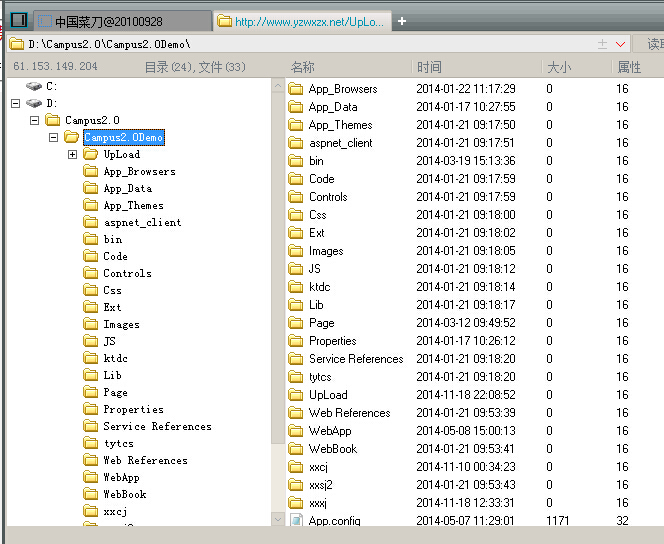 中国菜刀@20100928 http://www.yzwxzx.net/UpLo...
D:\Campus2.0\Campus2.0Demo\ 读取
61.153.149.204 目录(24),文件(33) 名称 时间 大小 属性
C:
D:
Campus2.0
Campus2.0Demo
UpLoad
App_Browsers
App_Data
App_Themes
aspnet_client
bin
Code
Controls
Css
Ext
Images
JS
ktdc
Lib
Page
Properties
Service References
tytcs
Web References
WebApp
WebBook
xxcj
App_Browsers 2014-01-22 11:17:29 0 16
App_Data 2014-01-17 10:27:55 0 16
App_Themes 2014-01-21 09:17:50 0 16
aspnet_client 2014-01-21 09:17:51 0 16
bin 2014-03-19 15:13:36 0 16
Code 2014-01-21 09:17:59 0 16
Controls 2014-01-21 09:17:59 0 16
Css 2014-01-21 09:18:00 0 16
Ext 2014-01-21 09:18:02 0 16
Images 2014-01-21 09:18:05 0 16
JS 2014-01-21 09:18:12 0 16
ktdc 2014-01-21 09:18:14 0 16
Lib 2014-01-21 09:18:17 0 16
Page 2014-03-12 09:49:52 0 16
Properties 2014-01-17 10:26:12 0 16
Service References 2014-01-21 09:18:20 0 16
tytcs 2014-01-21 09:18:20 0 16
UpLoad 2014-11-18 22:08:52 0 16
Web References 2014-01-21 09:53:39 0 16
WebApp 2014-05-08 15:00:13 0 16
WebBook 2014-01-21 09:53:41 0 16
xxcj 2014-11-10 00:34:23 0 16
xxsj2 2014-01-21 09:53:43 0 16
xxxj 2014-11-18 12:33:31 0 16
App.config 2014-05-07 11:29:01 1171 32